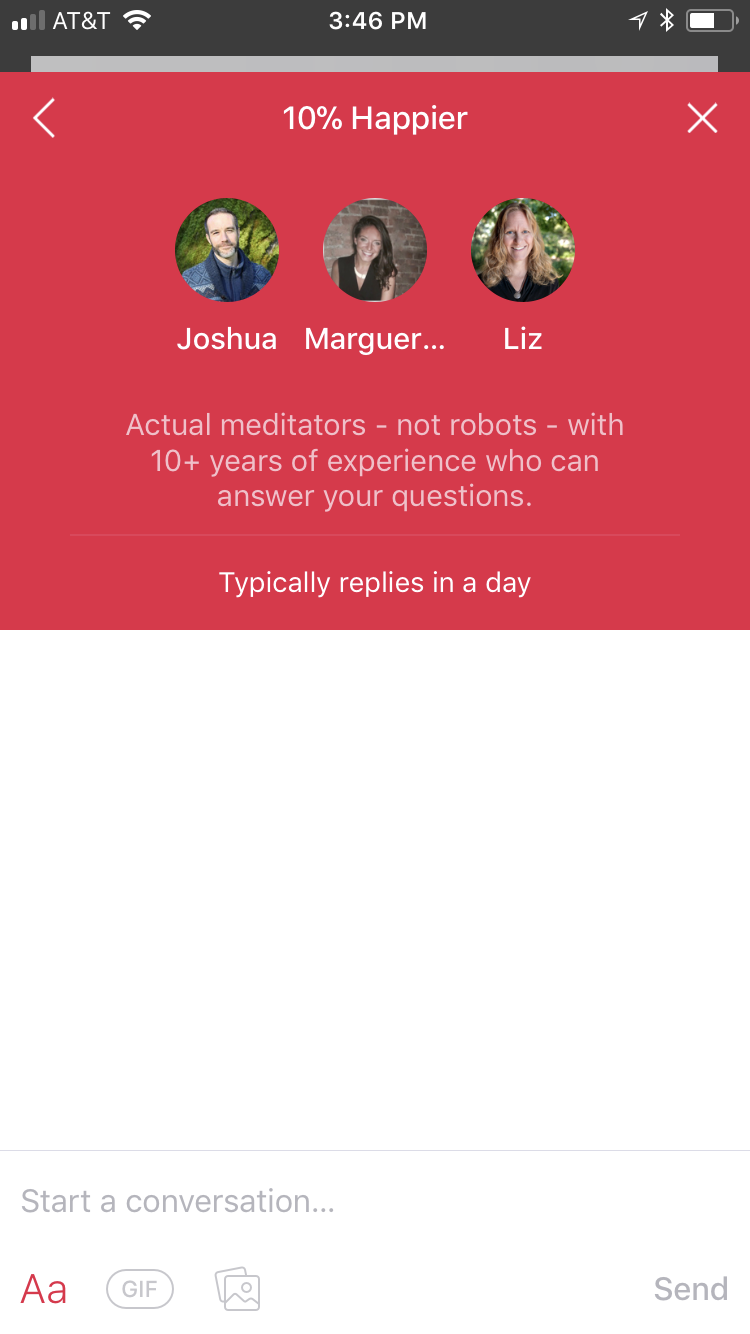 AT&T 3:46 PM
10% Happier
Joshua Marguer... Liz
Actual meditators - not robots - with
10+ years of experience who can
answer your questions.
Typically replies in a day
Start a conversation...
Aa GIF Send